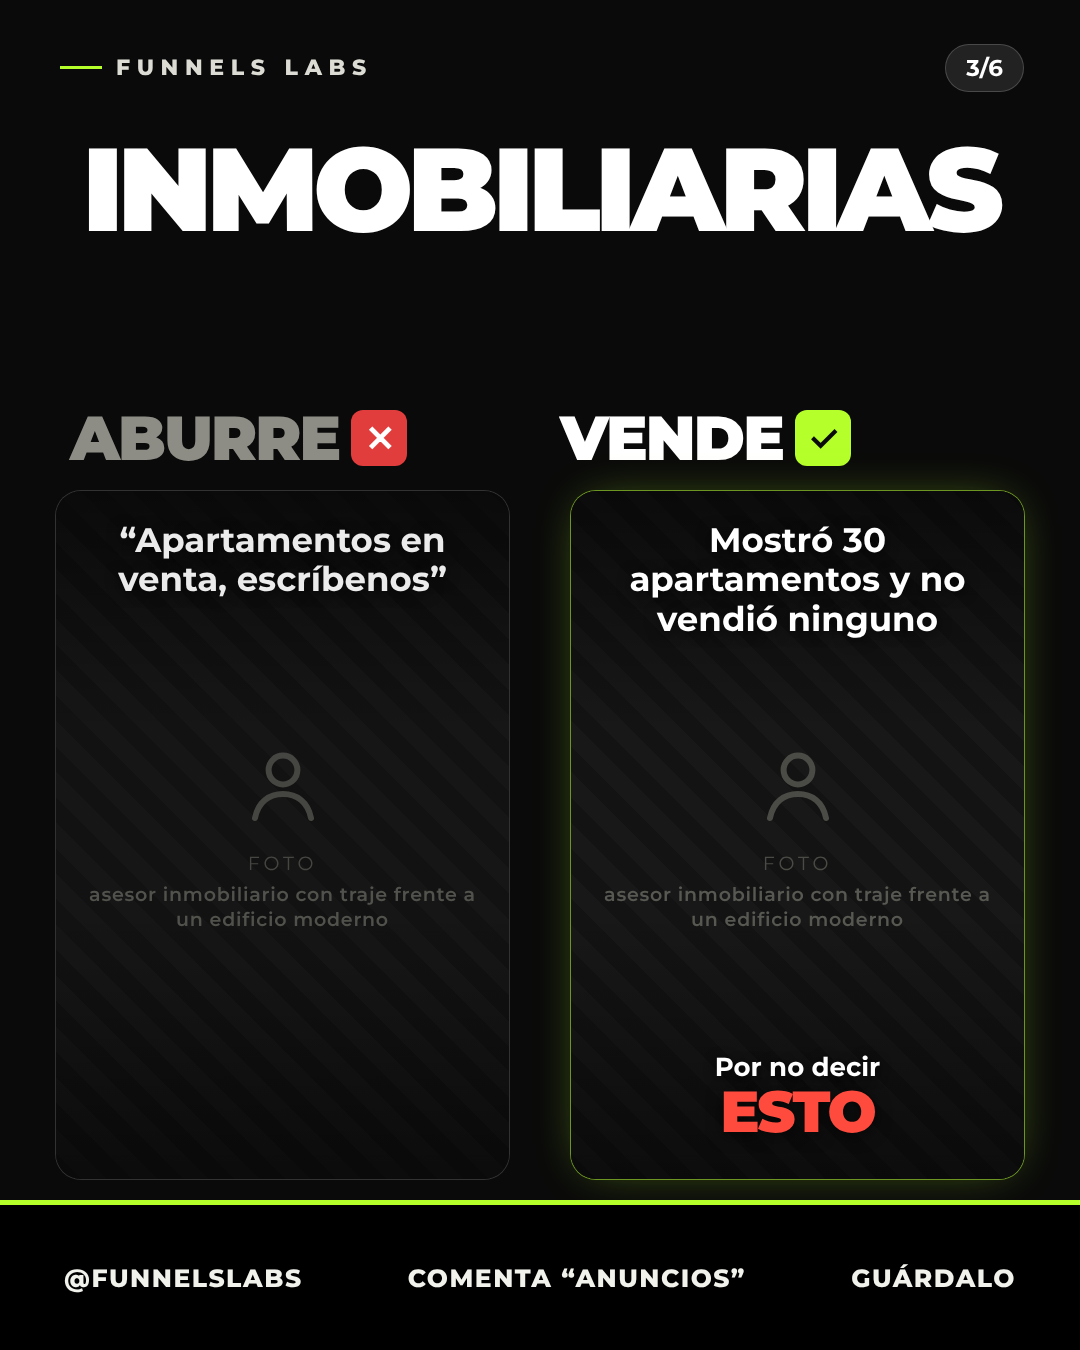 FUNNELS LABS
3/6
INMOBILIARIAS
ABURRE
VENDE
“Apartamentos en
venta, escríbenos”
FOTO
asesor inmobiliario con traje frente a
un edificio moderno
Mostró 30
apartamentos y no
vendió ninguno
FOTO
asesor inmobiliario con traje frente a
un edificio moderno
Por no decir
ESTO
@FUNNELSLABS
COMENTA “ANUNCIOS”
GUÁRDALO